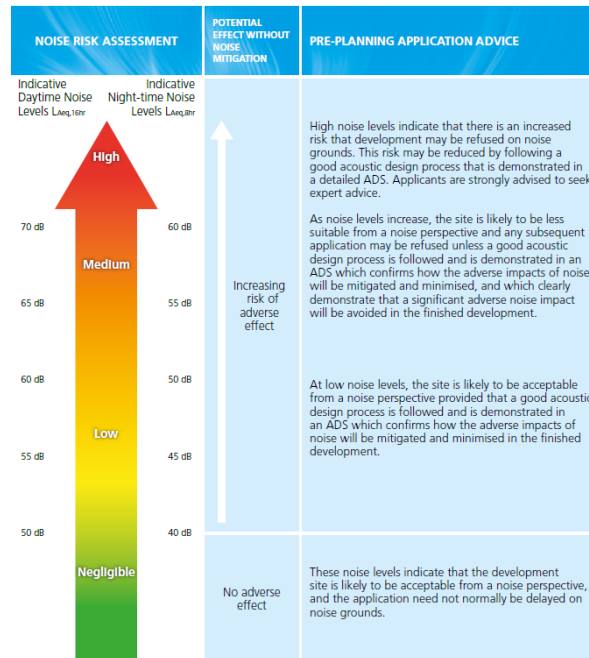 NOISE RISK ASSESSMENT
POTENTIAL
EFFECT WITHOUT
NOISE
MITIGATION
PRE-PLANNING APPLICATION ADVICE
Indicative
Daytime Noise
Levels LAeq,16hr
Indicative
Night-time Noise
Levels LAeq,8hr
High
70 dB
60 dB
Medium
65 dB
55 dB
60 dB
50 dB
Low
55 dB
45 dB
50 dB
40 dB
Negligible
Increasing
risk of
adverse
effect
High noise levels indicate that there is an increased
risk that development may be refused on noise
grounds. This risk may be reduced by following a
good acoustic design process that is demonstrated in
a detailed ADS. Applicants are strongly advised to seek
expert advice.
As noise levels increase, the site is likely to be less
suitable from a noise perspective and any subsequent
application may be refused unless a good acoustic
design process is followed and is demonstrated in an
ADS which confirms how the adverse impacts of noise
will be mitigated and minimised, and which clearly
demonstrate that a significant adverse noise impact
will be avoided in the finished development.
At low noise levels, the site is likely to be acceptable
from a noise perspective provided that a good acoustic
design process is followed and is demonstrated in
an ADS which confirms how the adverse impacts of
noise will be mitigated and minimised in the finished
development.
No adverse
effect
These noise levels indicate that the development
site is likely to be acceptable from a noise perspective,
and the application need not normally be delayed on
noise grounds.